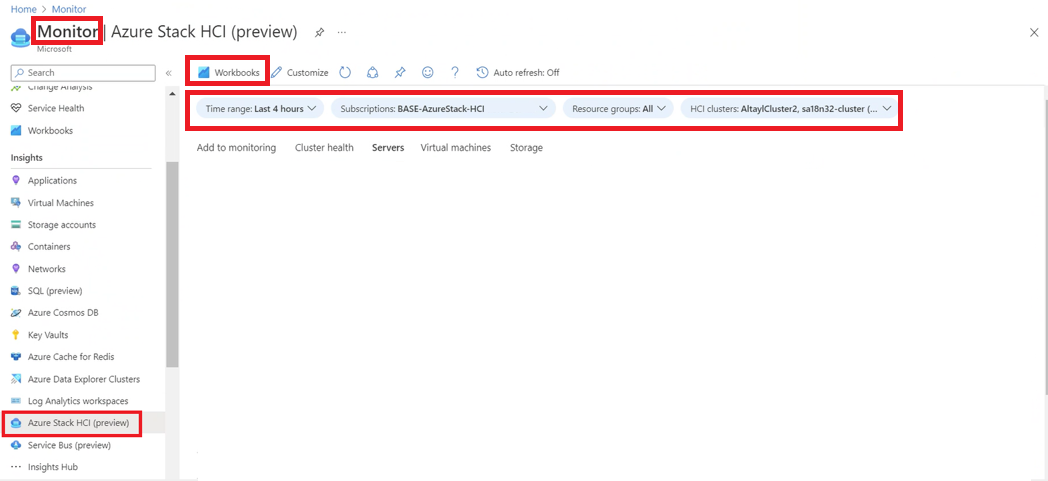 Home > Monitor
Monitor | Azure Stack HCI (preview)
Microsoft
Search
Workbooks Customize ? Auto refresh: Off
Time range: Last 4 hours Subscriptions: BASE-AzureStack-HCI Resource groups: All HCI clusters: AltaylCluster2, sa18n32-cluster (...
Add to monitoring Cluster health Servers Virtual machines Storage
Change Analysis
Service Health
Workbooks
Insights
Applications
Virtual Machines
Storage accounts
Containers
Networks
SQL (preview)
Azure Cosmos DB
Key Vaults
Azure Cache for Redis
Azure Data Explorer Clusters
Log Analytics workspaces
Azure Stack HCI (preview)
Service Bus (preview)
Insights Hub